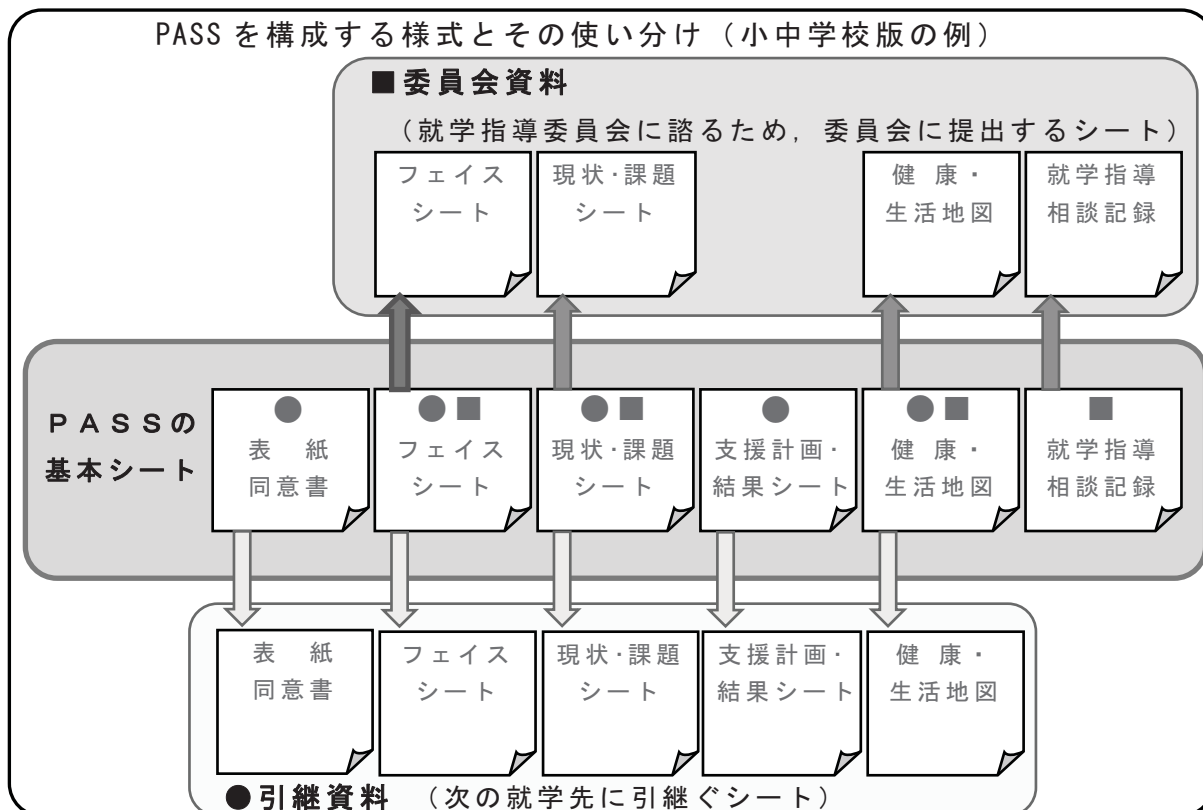 PASSを構成する様式とその使い分け（小中学校版の例）
■委員会資料
（就学指導委員会に諮るため，委員会に提出するシート）
フェイス
シート
現状・課題
シート
健康・
生活地図
就学指導
相談記録
PASSの
基本シート
●
表　紙
同意書
●■
フェイス
シート
●■
現状・課題
シート
●
支援計画・
結果シート
●■
健康・
生活地図
■
就学指導
相談記録
表　紙
同意書
フェイス
シート
現状・課題
シート
支援計画・
結果シート
健康・
生活地図
●引継資料　（次の就学先に引継ぐシート）